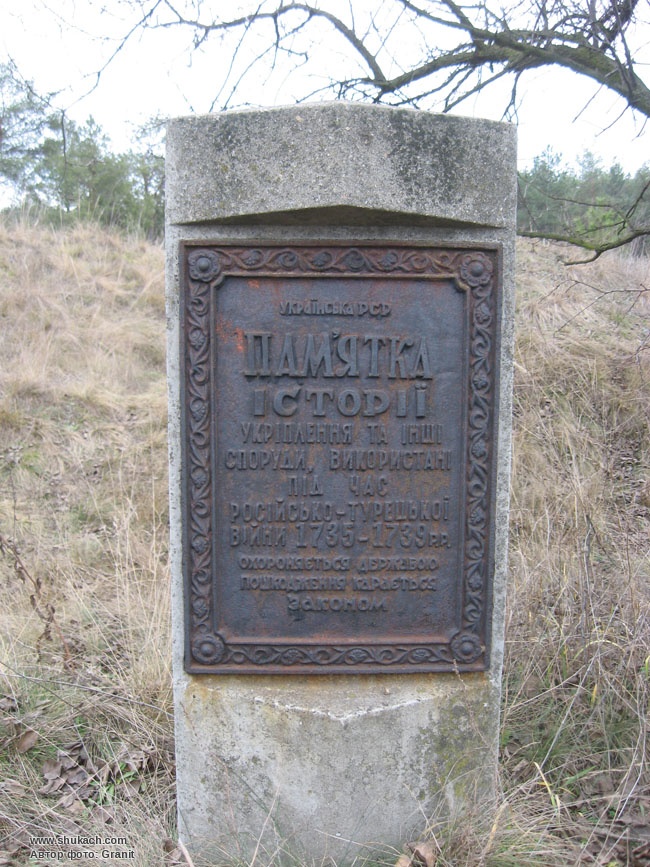 УКРАЇНСЬКА РСР
ПАМ'ЯТКА
ІСТОРІЇ
УКРІПЛЕННЯ ТА ІНШІ
СПОРУДИ, ВИКОРИСТАНІ
ПІД ЧАС
РОСІЙСЬКО-ТУРЕЦЬКОЇ
ВІЙНИ 1735-1739 р.р.
ОХОРОНЯЄТЬСЯ ДЕРЖАВОЮ
ПОШКОДЖЕННЯ КАРАЄТЬСЯ
ЗАКОНОМ
www.shukach.com
Автор фото: Granit